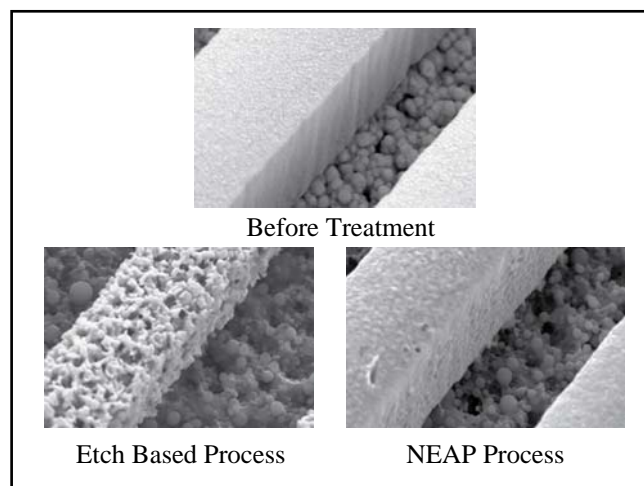 Before Treatment
Etch Based Process
NEAP Process